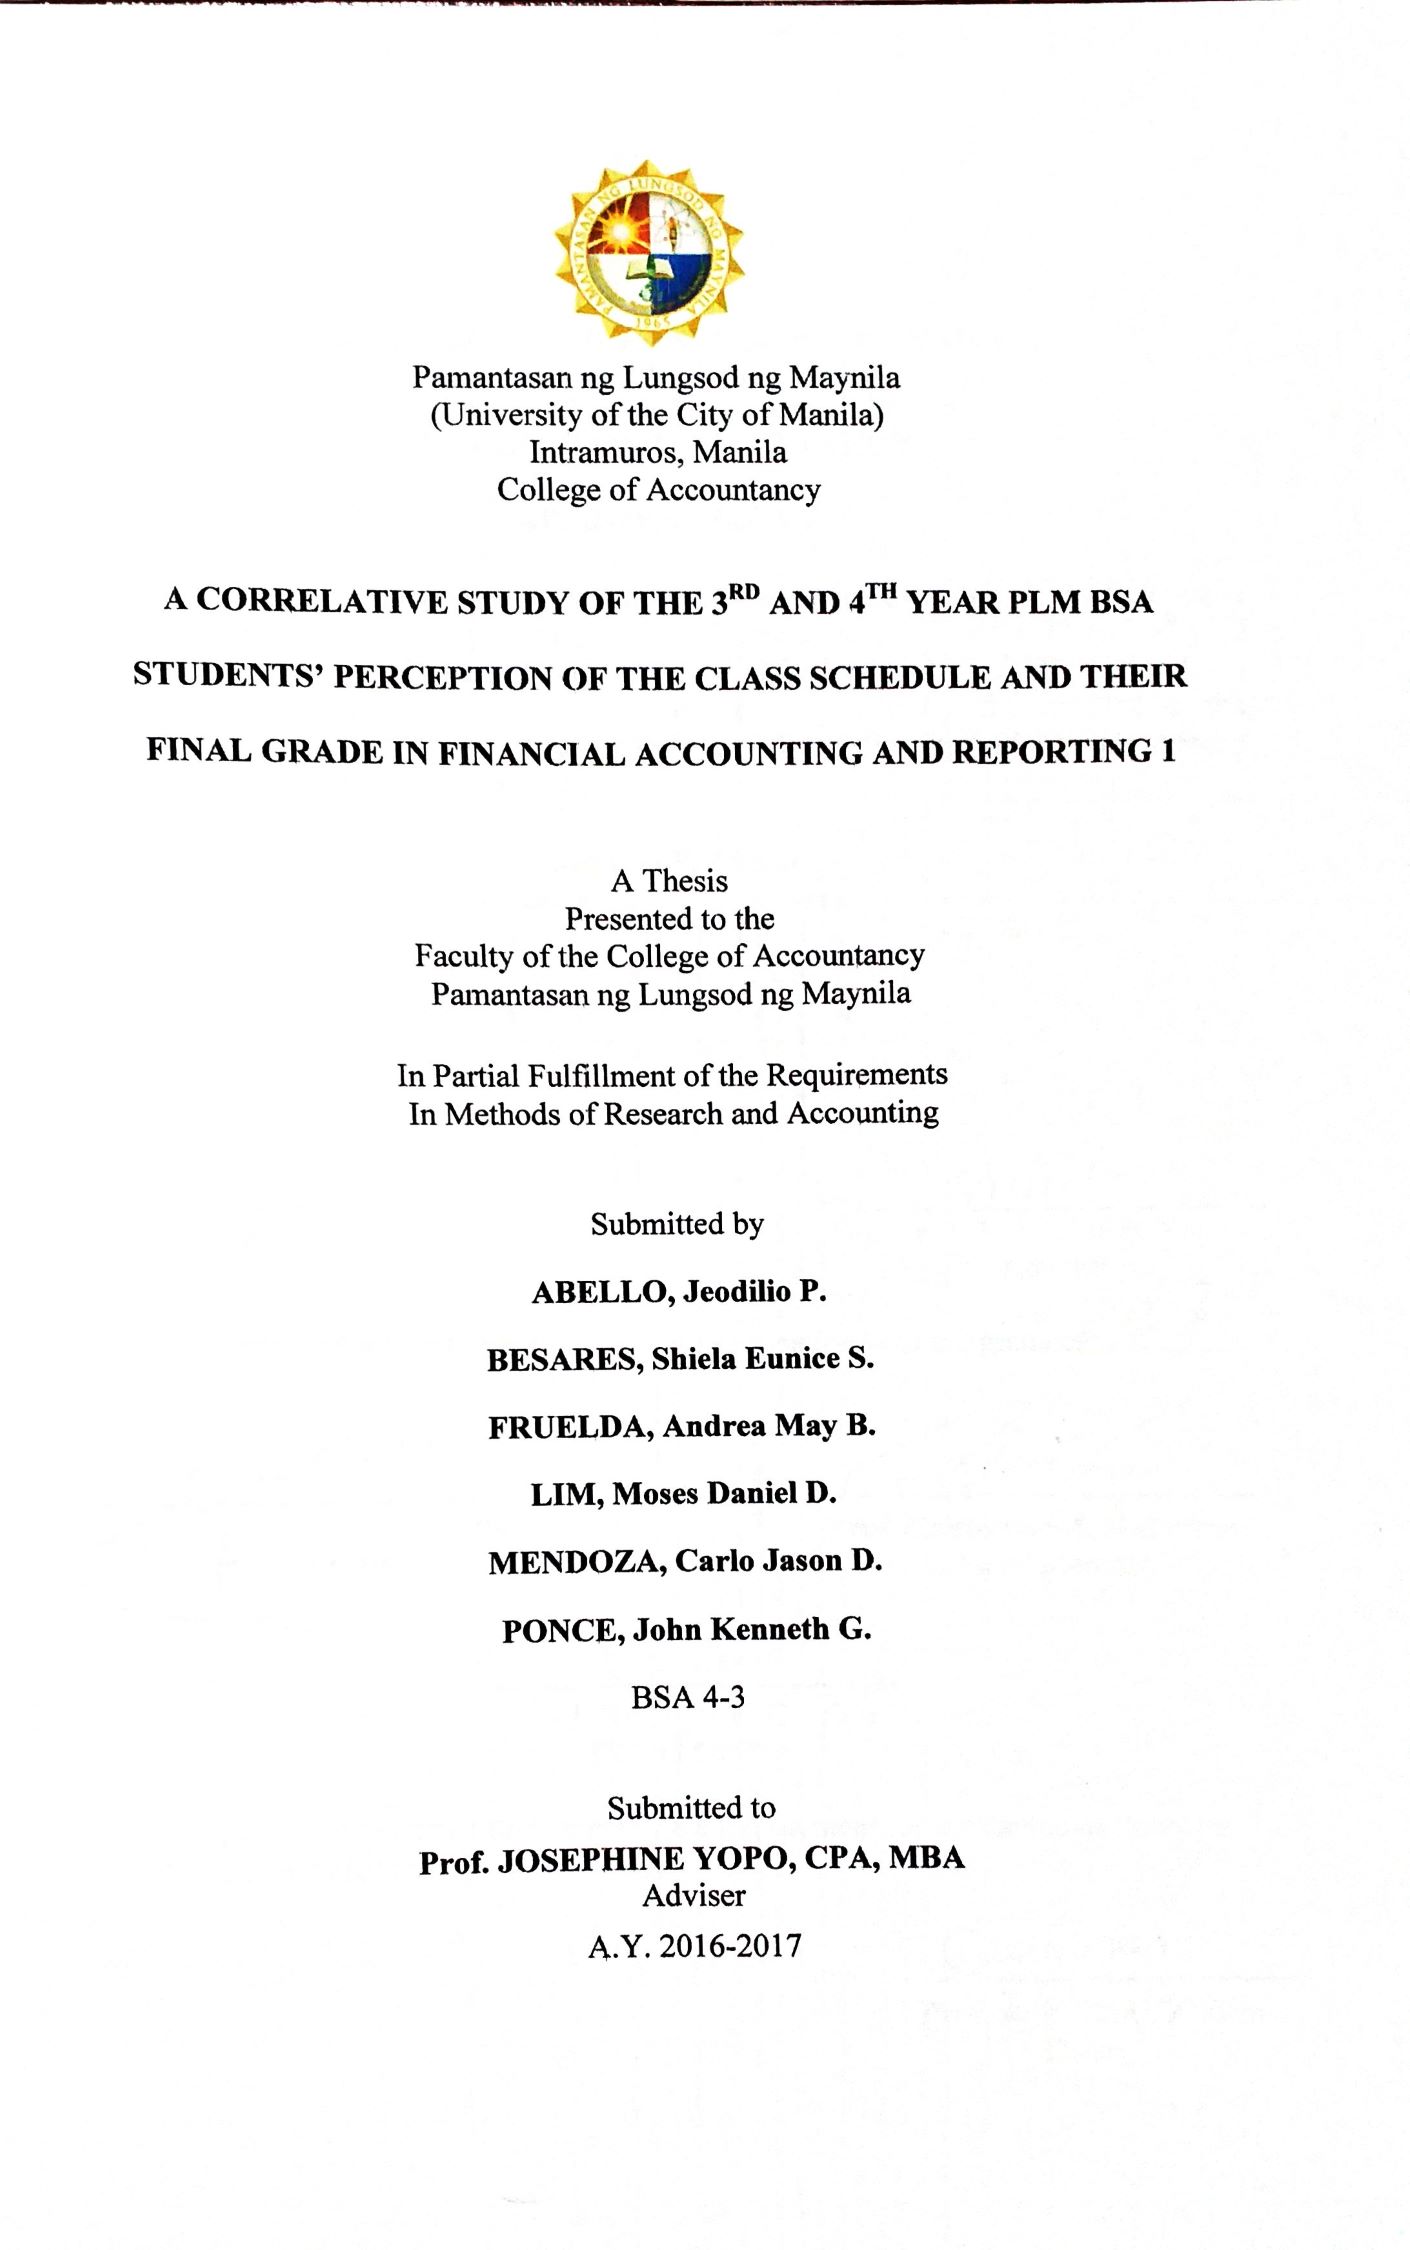 PAMANTASAN NG LUNGSOD NG MAYNILA
1965
Pamantasan ng Lungsod ng Maynila
(University of the City of Manila)
Intramuros, Manila
College of Accountancy
A CORRELATIVE STUDY OF THE 3RD AND 4TH YEAR PLM BSA
STUDENTS’ PERCEPTION OF THE CLASS SCHEDULE AND THEIR
FINAL GRADE IN FINANCIAL ACCOUNTING AND REPORTING 1
A Thesis
Presented to the
Faculty of the College of Accountancy
Pamantasan ng Lungsod ng Maynila
In Partial Fulfillment of the Requirements
In Methods of Research and Accounting
Submitted by
ABELLO, Jeodilio P.
BESARES, Shiela Eunice S.
FRUELDA, Andrea May B.
LIM, Moses Daniel D.
MENDOZA, Carlo Jason D.
PONCE, John Kenneth G.
BSA 4-3
Submitted to
Prof. JOSEPHINE YOPO, CPA, MBA
Adviser
A.Y. 2016-2017